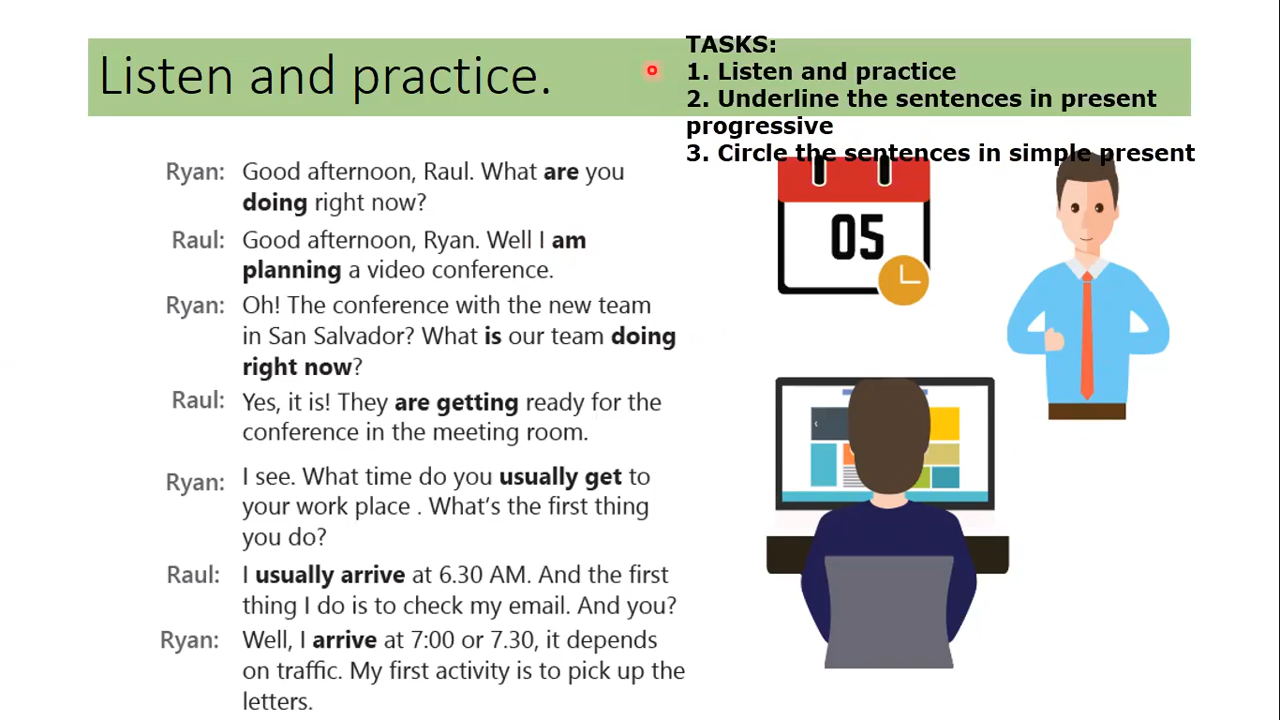 Listen and practice.
TASKS:
1. Listen and practice
2. Underline the sentences in present
progressive
3. Circle the sentences in simple present
Ryan: Good afternoon, Raul. What are you
doing right now?
Raul: Good afternoon, Ryan. Well I am
planning a video conference.
Ryan: Oh! The conference with the new team
in San Salvador? What is our team doing
right now?
Raul: Yes, it is! They are getting ready for the
conference in the meeting room.
Ryan: I see. What time do you usually get to
your work place . What's the first thing
you do?
Raul: I usually arrive at 6.30 AM. And the first
thing I do is to check my email. And you?
Ryan: Well, I arrive at 7:00 or 7.30, it depends
on traffic. My first activity is to pick up the
letters.
05